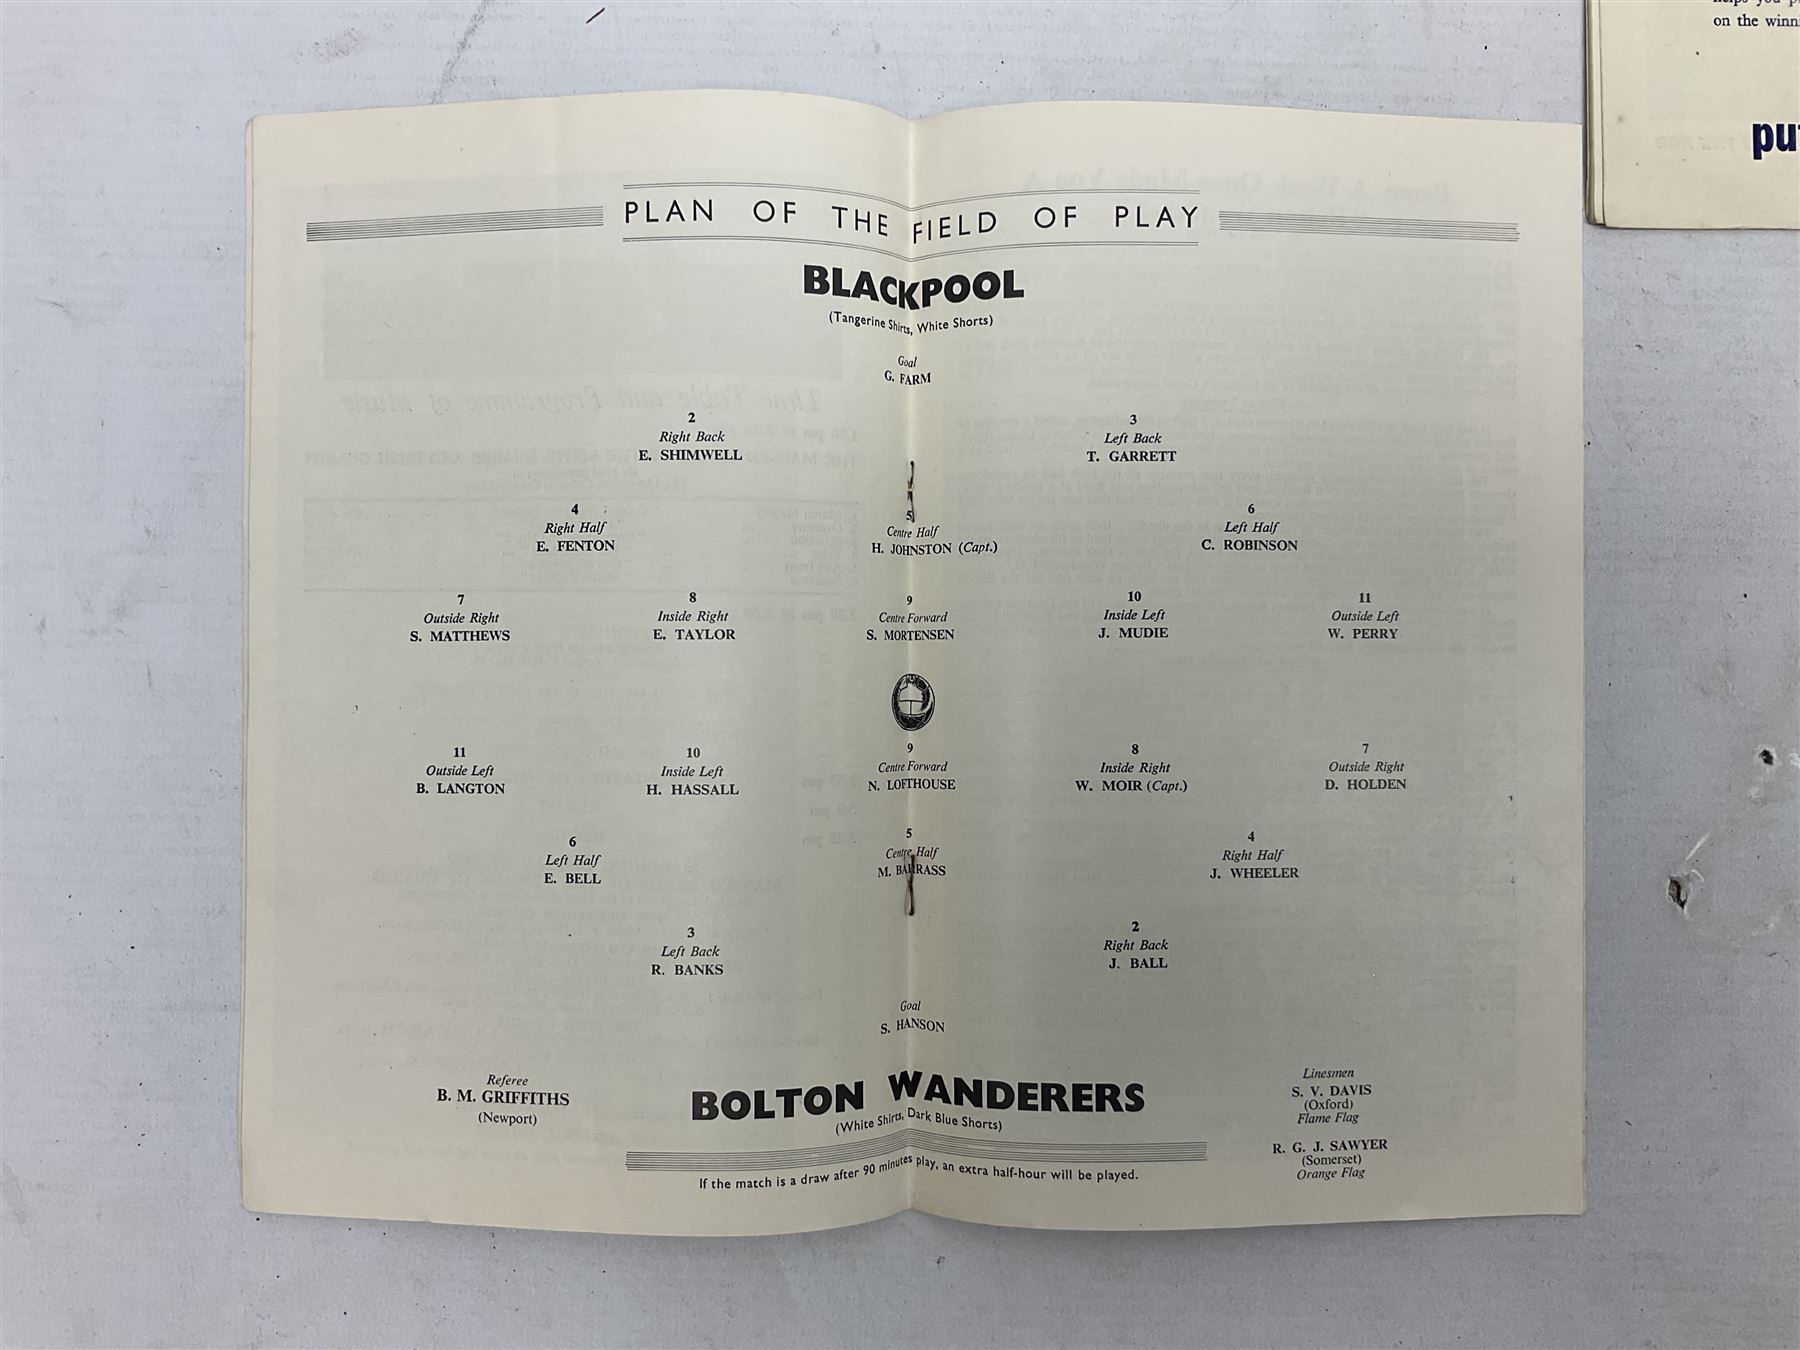 PLAN OF THE FIELD OF PLAY
BLACKPOOL
(Tangerine Shirts, White Shorts)
Goal
G. FARM
2
Right Back
E. SHIMWELL
3
Left Back
T. GARRETT
4
Right Half
E. FENTON
5
Centre Half
H. JOHNSTON (Capt.)
6
Left Half
C. ROBINSON
7
Outside Right
S. MATTHEWS
8
Inside Right
E. TAYLOR
9
Centre Forward
S. MORTENSEN
10
Inside Left
J. MUDIE
11
Outside Left
W. PERRY
11
Outside Left
B. LANGTON
10
Inside Left
H. HASSALL
9
Centre Forward
N. LOFTHOUSE
8
Inside Right
W. MOIR (Capt.)
7
Outside Right
D. HOLDEN
6
Left Half
E. BELL
5
Centre Half
M. BARRASS
4
Right Half
J. WHEELER
3
Left Back
R. BANKS
2
Right Back
J. BALL
Goal
S. HANSON
Referee
B. M. GRIFFITHS
(Newport)
BOLTON WANDERERS
(White Shirts, Dark Blue Shorts)
If the match is a draw after 90 minutes play, an extra half-hour will be played.
Linesmen
S. V. DAVIS
(Oxford)
Flame Flag
R. G. J. SAWYER
(Somerset)
Orange Flag
helps you p
on the winni